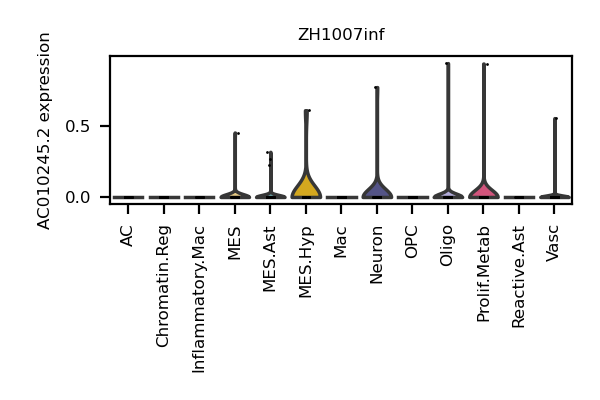 ZH1007inf
AC010245.2 expression
0.5
0.0
AC
Chromatin.Reg
Inflammatory.Mac
MES
MES.Ast
MES.Hyp
Mac
Neuron
OPC
Oligo
Prolif.Metab
Reactive.Ast
Vasc